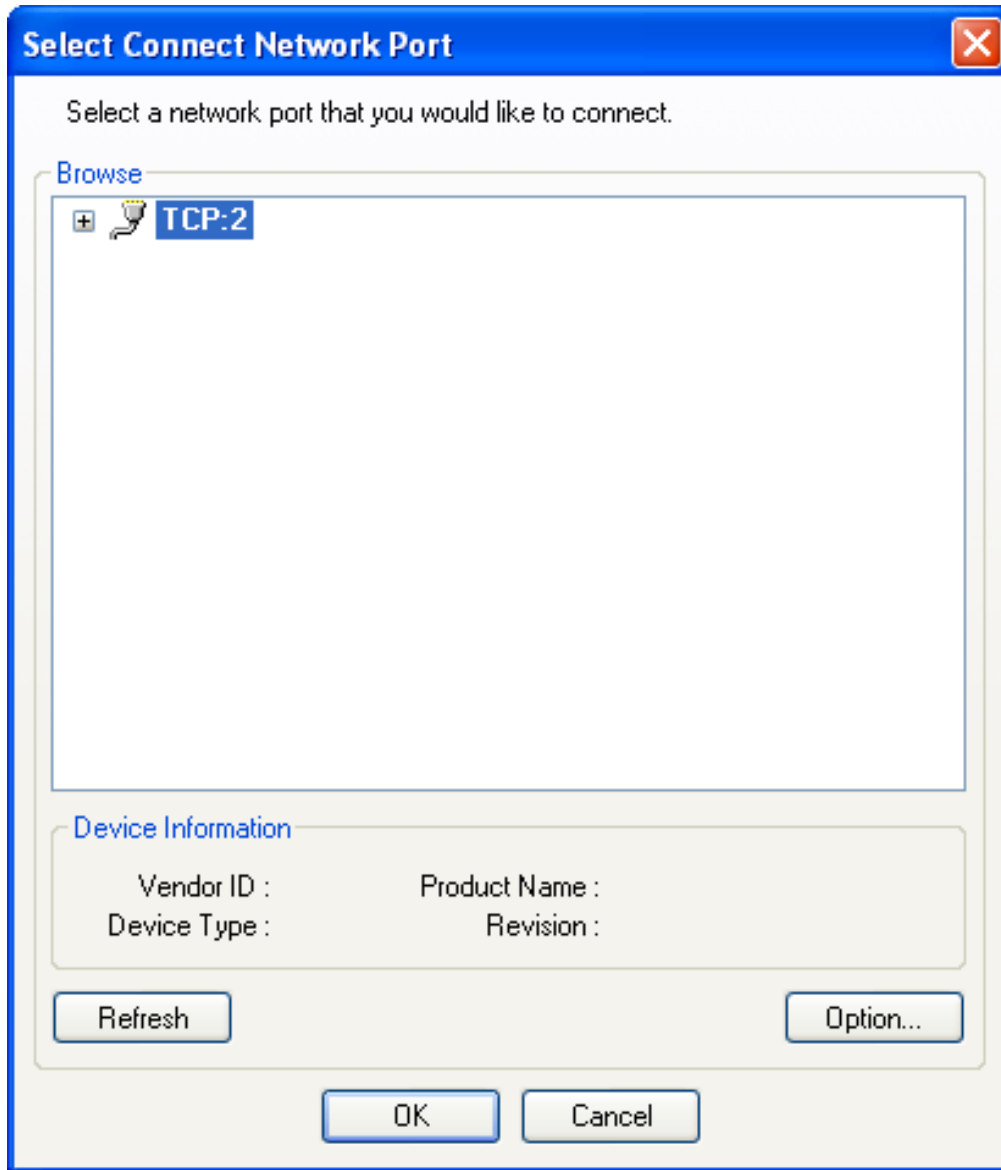 Select Connect Network Port
Select a network port that you would like to connect.
Browse
TCP:2
Device Information
Vendor ID : Product Name :
Device Type : Revision :
Refresh Option...
OK Cancel